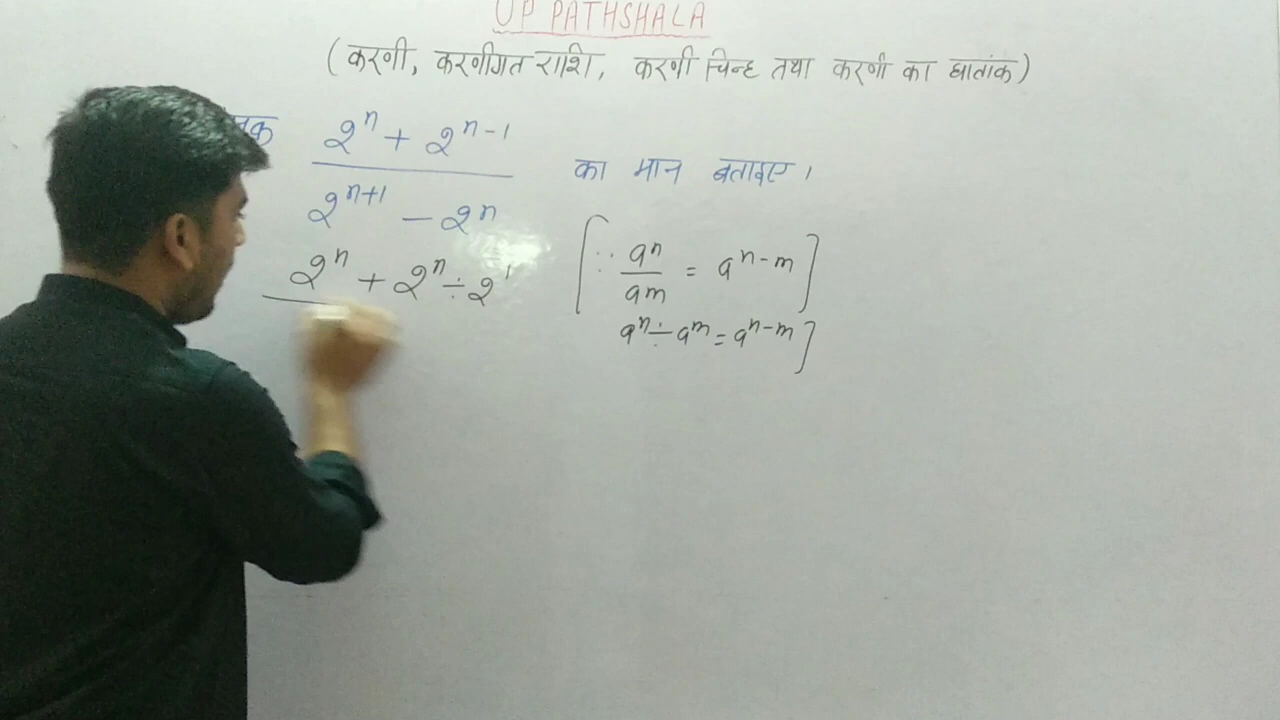 UP PATHSHALA
(करणी, करणीगत राशि, करणी चिन्ह तथा करणी का घातांक)
2ⁿ + 2ⁿ⁻¹
का मान बताइए।
2ⁿ⁺¹ - 2ⁿ
2ⁿ + 2ⁿ ÷ 2¹
[∵ aⁿ/aᵐ = aⁿ⁻ᵐ]
aⁿ ÷ aᵐ = aⁿ⁻ᵐ]